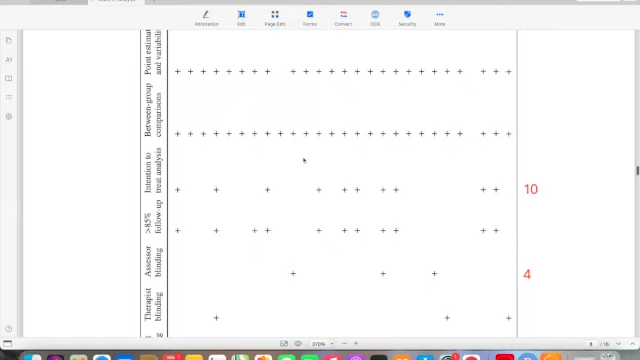 Annotation Edit Page Edit Forms Convert OCR Security More
Point estimat
and variabili
+ + + + + + + + + + + + + + + + + + + + + + + + +
Between-group
comparisons
+ + + + + + + + + + + + + + + + + + + + + + + + + +
Intention to
treat analysis
+ + + + + + + + + +
10
>85%
follow-up
+ + + + + + + + + + +
Assessor
blinding
+ + +
4
Therapist
blinding
+ + +
270%
8 / 16